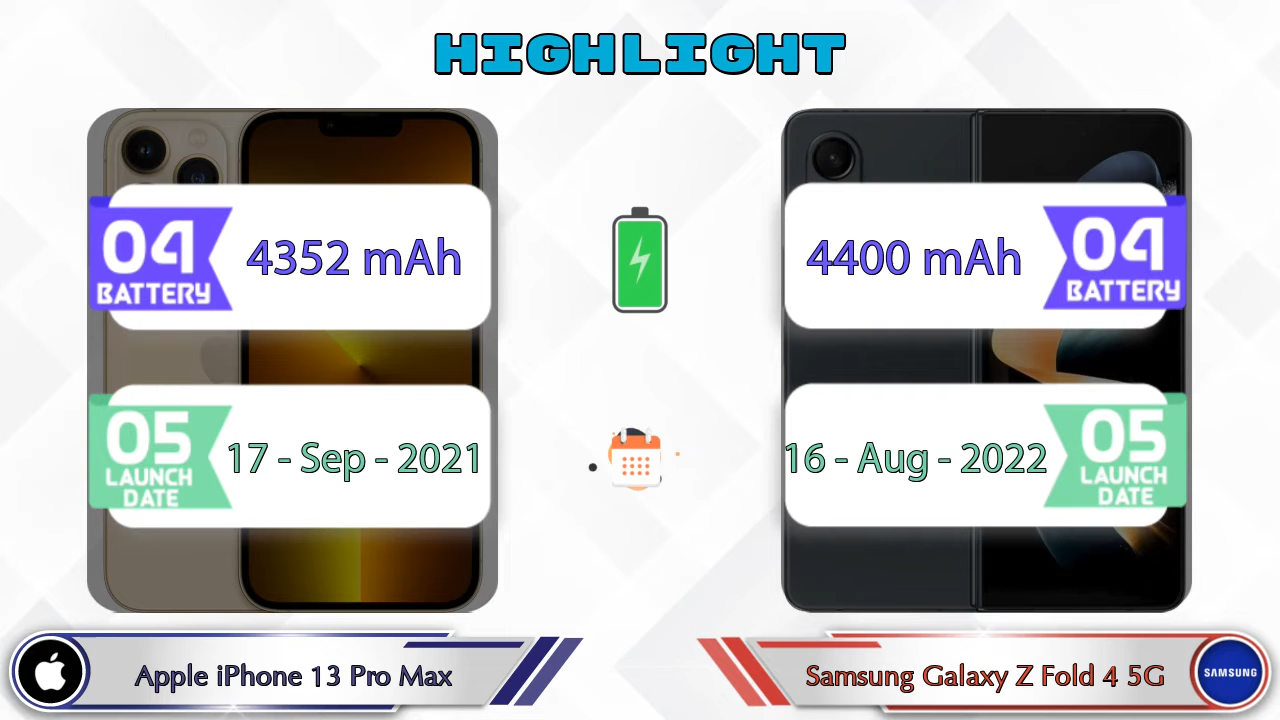 HIGHLIGHT
04
BATTERY
4352 mAh
4400 mAh
04
BATTERY
05
LAUNCH
DATE
17 - Sep - 2021
16 - Aug - 2022
05
LAUNCH
DATE
Apple iPhone 13 Pro Max
Samsung Galaxy Z Fold 4 5G
SAMSUNG